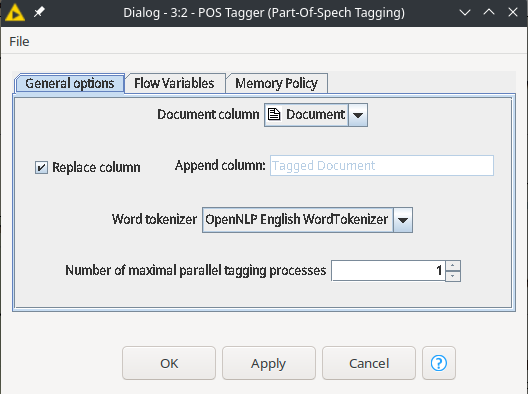 Dialog - 3:2 - POS Tagger (Part-Of-Spech Tagging)
File
General options Flow Variables Memory Policy
Document column Document
Replace column Append column: Tagged Document
Word tokenizer OpenNLP English WordTokenizer
Number of maximal parallel tagging processes 1
OK Apply Cancel ?